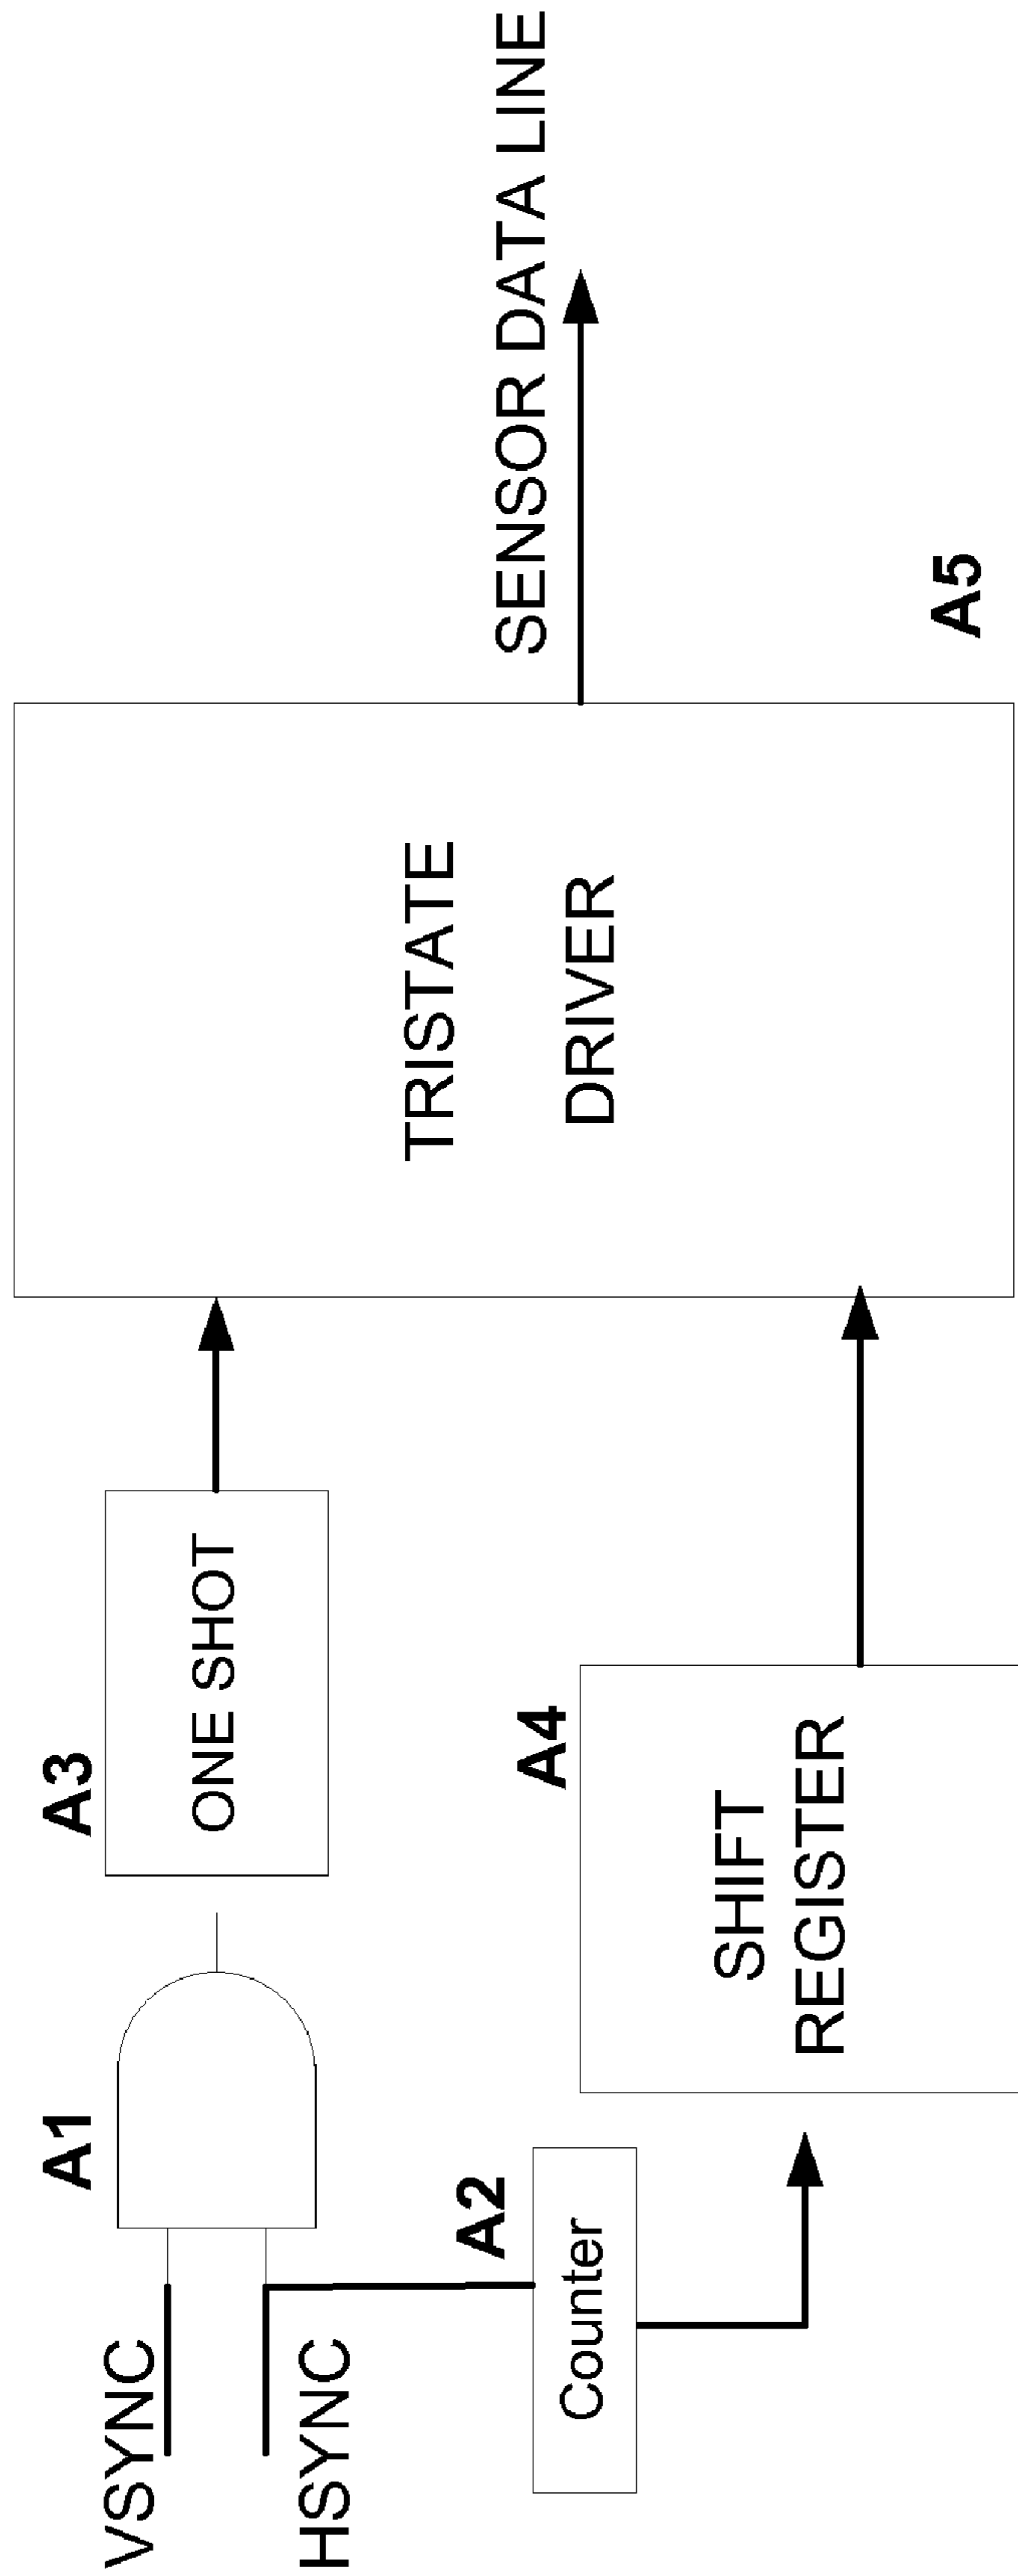 VSYNC
HSYNC
A1
A2
Counter
A3
ONE SHOT
A4
SHIFT
REGISTER
TRISTATE
DRIVER
A5
SENSOR DATA LINE